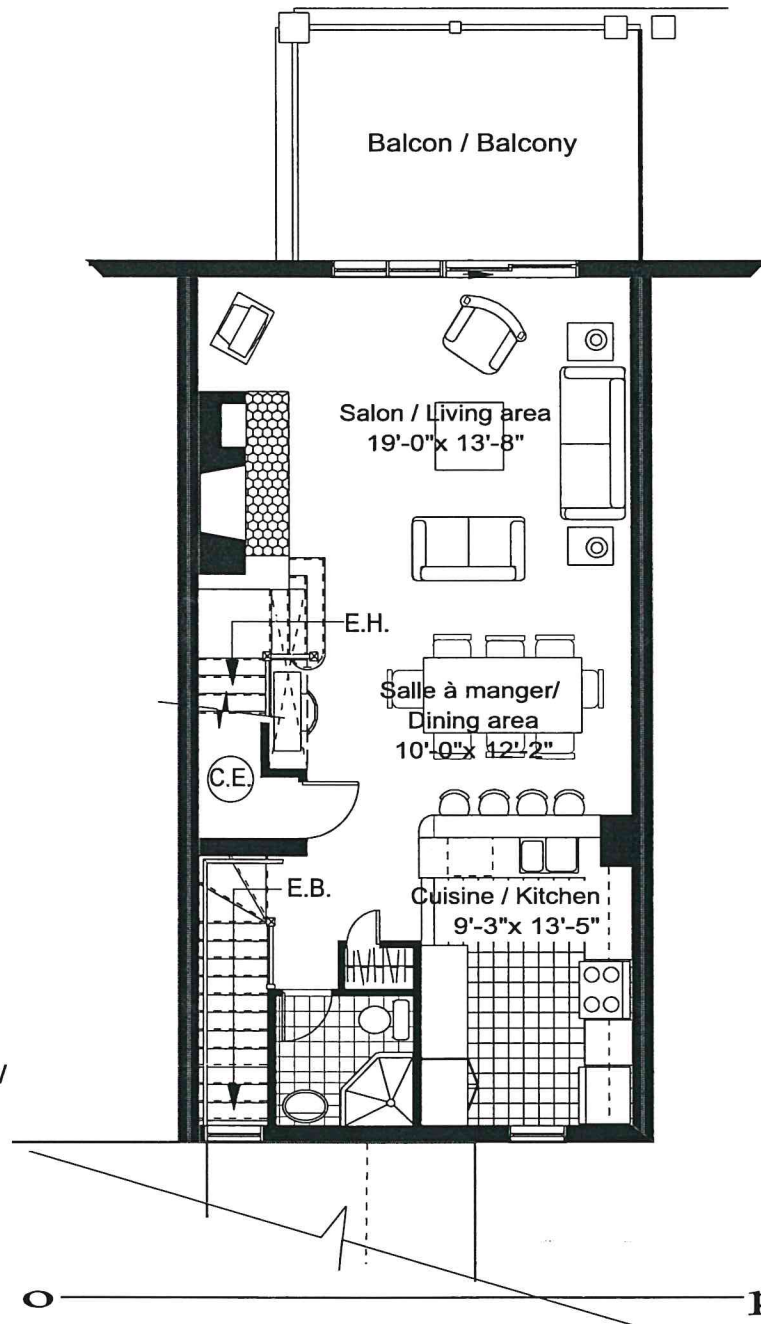 Balcon / Balcony
Salon / Living area
19'-0"x 13'-8"
E.H.
Salle à manger/
Dining area
10'-0"x 12'-2"
C.E.
E.B.
Cuisine / Kitchen
9'-3"x 13'-5"
/
o